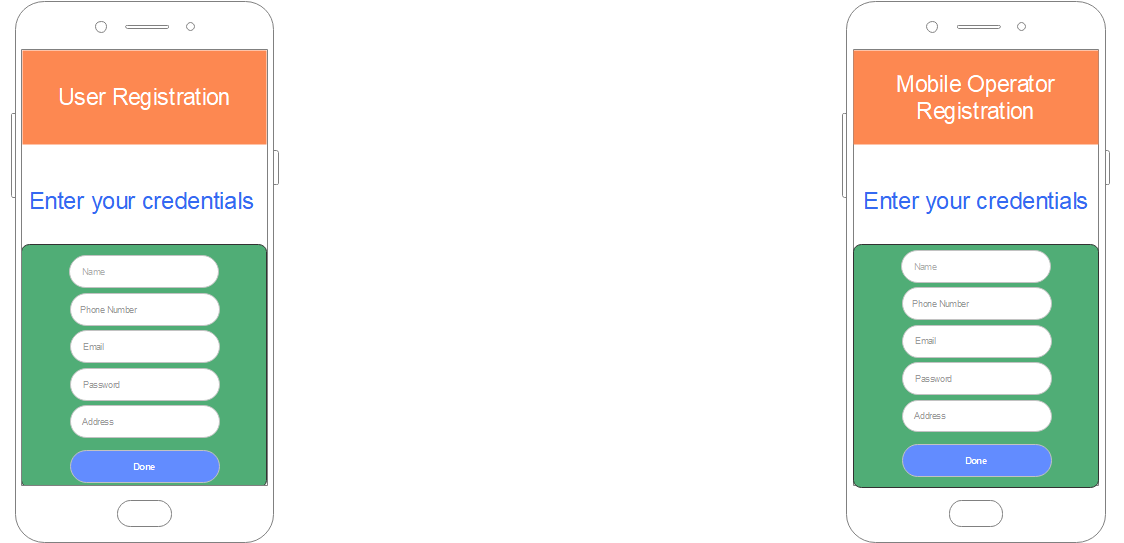 User Registration
Enter your credentials
Name
Phone Number
Email
Password
Address
Done
Mobile Operator
Registration
Enter your credentials
Name
Phone Number
Email
Password
Address
Done